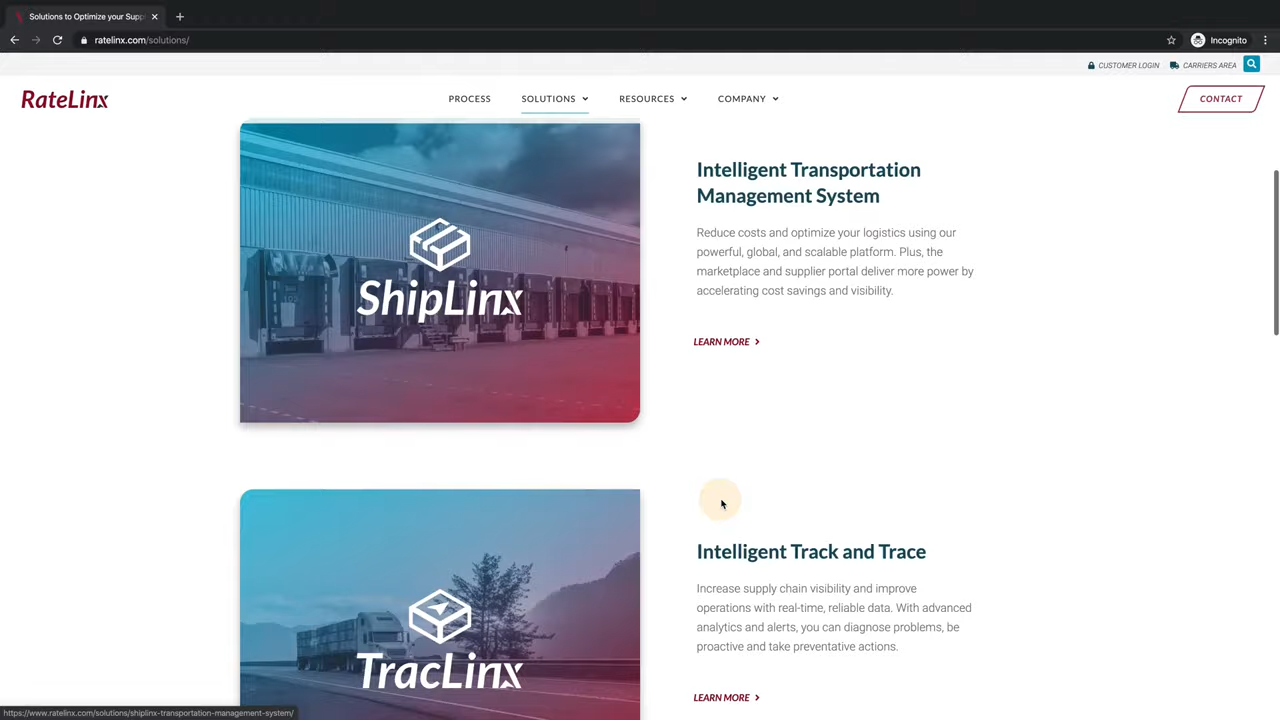 Solutions to Optimize your Supp
ratelinx.com/solutions/
Incognito
CUSTOMER LOGIN
CARRIERS AREA
RateLinx
PROCESS
SOLUTIONS
RESOURCES
COMPANY
CONTACT
ShipLinx
Intelligent Transportation
Management System
Reduce costs and optimize your logistics using our
powerful, global, and scalable platform. Plus, the
marketplace and supplier portal deliver more power by
accelerating cost savings and visibility.
LEARN MORE
TracLinx
Intelligent Track and Trace
Increase supply chain visibility and improve
operations with real-time, reliable data. With advanced
analytics and alerts, you can diagnose problems, be
proactive and take preventative actions.
LEARN MORE
https://www.ratelinx.com/solutions/shiplinx-transportation-management-system/